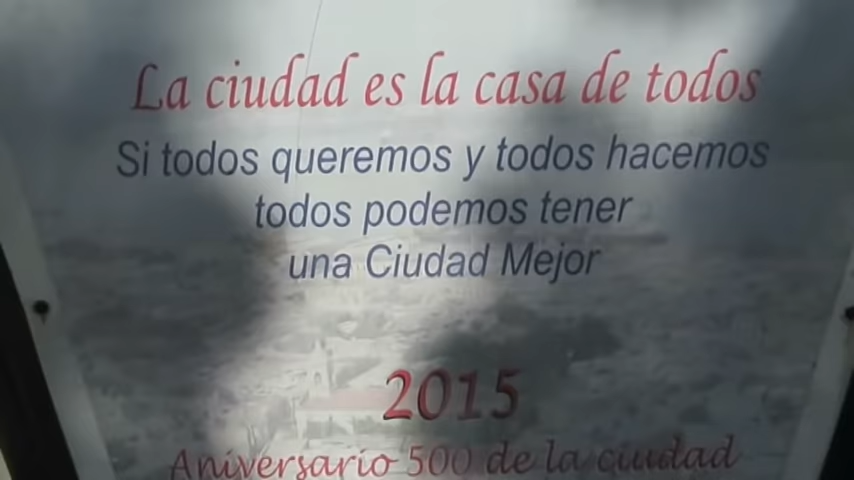 La ciudad es la casa de todos
Si todos queremos y todos hacemos
todos podemos tener
una Ciudad Mejor
2015
Aniversario 500 de la ciudad